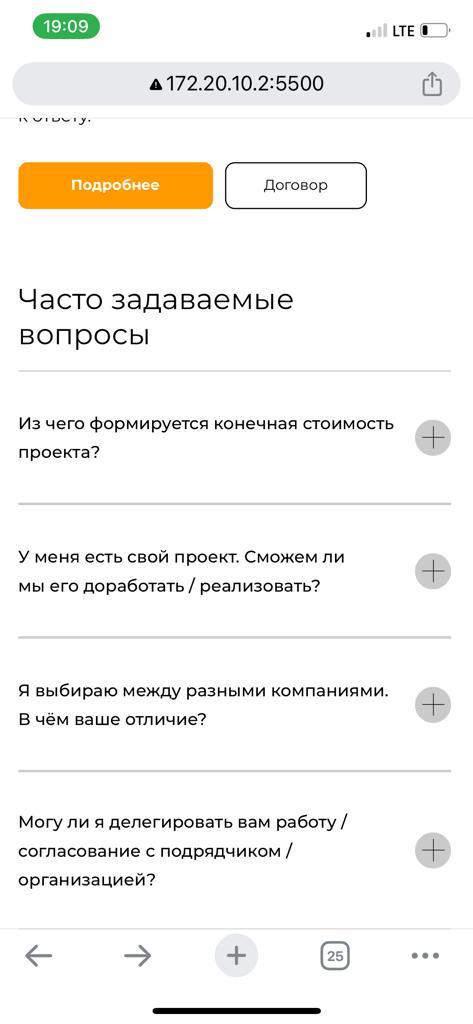 19:09
LTE
172.20.10.2:5500
к ответу.
Подробнее
Договор
Часто задаваемые
вопросы
Из чего формируется конечная стоимость
проекта?
У меня есть свой проект. Сможем ли
мы его доработать / реализовать?
Я выбираю между разными компаниями.
В чём ваше отличие?
Могу ли я делегировать вам работу /
согласование с подрядчиком /
организацией?
25